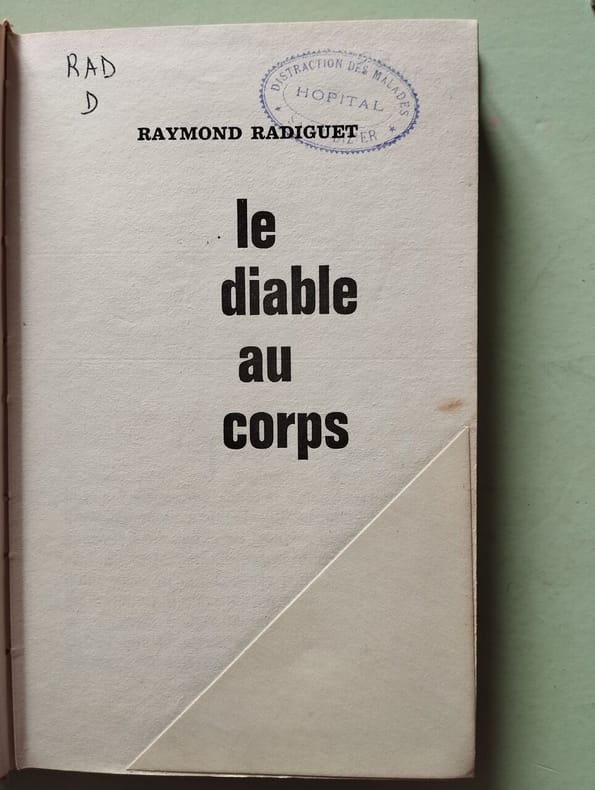 RAD
D
DISTRACTION DES MALADES
HOPITAL
RAYMOND RADIGUET
le
diable
au
corps